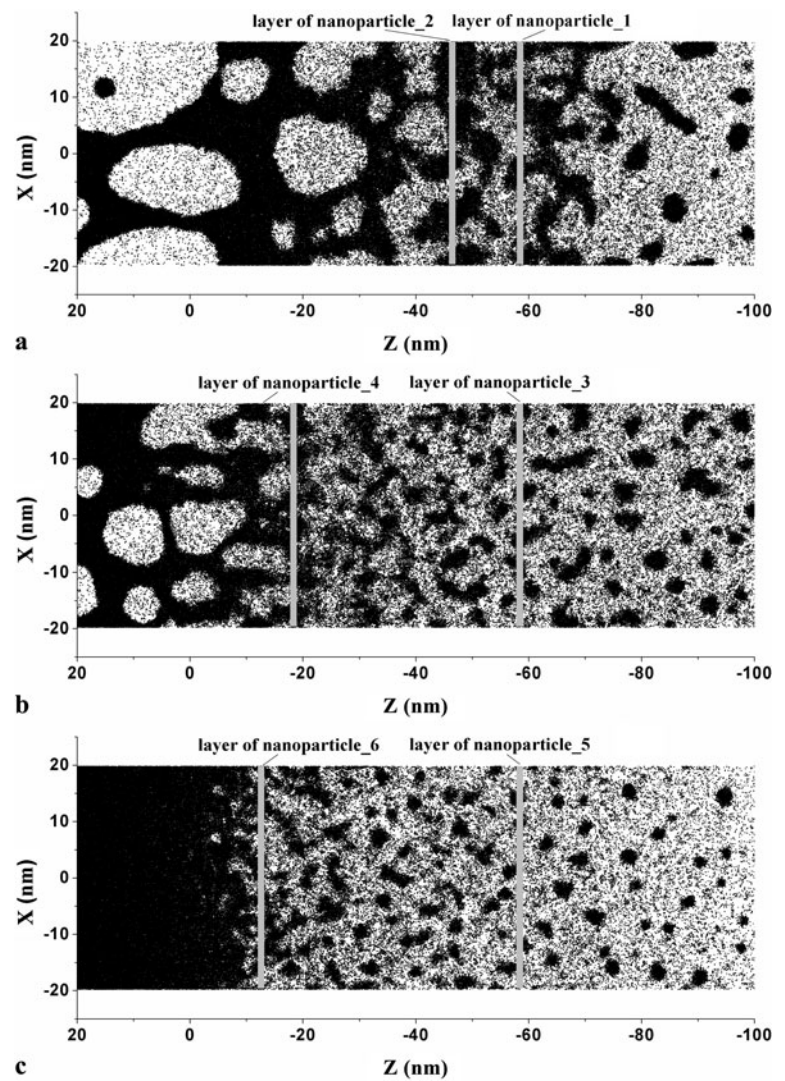 layer of nanoparticle_2 layer of nanoparticle_1
20
10
0
-10
-20
X (nm)
20 0 -20 -40 -60 -80 -100
Z (nm)
a
layer of nanoparticle_4 layer of nanoparticle_3
20
10
0
-10
-20
X (nm)
20 0 -20 -40 -60 -80 -100
Z (nm)
b
layer of nanoparticle_6 layer of nanoparticle_5
20
10
0
-10
-20
X (nm)
20 0 -20 -40 -60 -80 -100
Z (nm)
c